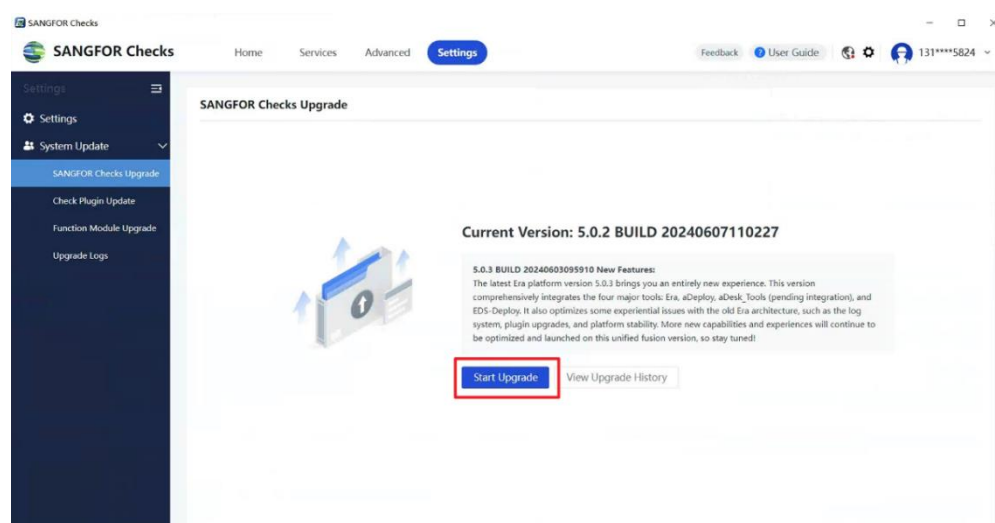 SANGFOR Checks
SANGFOR Checks
Home Services Advanced Settings
Feedback User Guide 131****5824
Settings
Settings
System Update
SANGFOR Checks Upgrade
Check Plugin Update
Function Module Upgrade
Upgrade Logs
SANGFOR Checks Upgrade
Current Version: 5.0.2 BUILD 20240607110227
5.0.3 BUILD 20240603095910 New Features:
The latest Era platform version 5.0.3 brings you an entirely new experience. This version
comprehensively integrates the four major tools: Era, aDeploy, aDesk_Tools (pending integration), and
EDS-Deploy. It also optimizes some experiential issues with the old Era architecture, such as the log
system, plugin upgrades, and platform stability. More new capabilities and experiences will continue to
be optimized and launched on this unified fusion version, so stay tuned!
Start Upgrade View Upgrade History